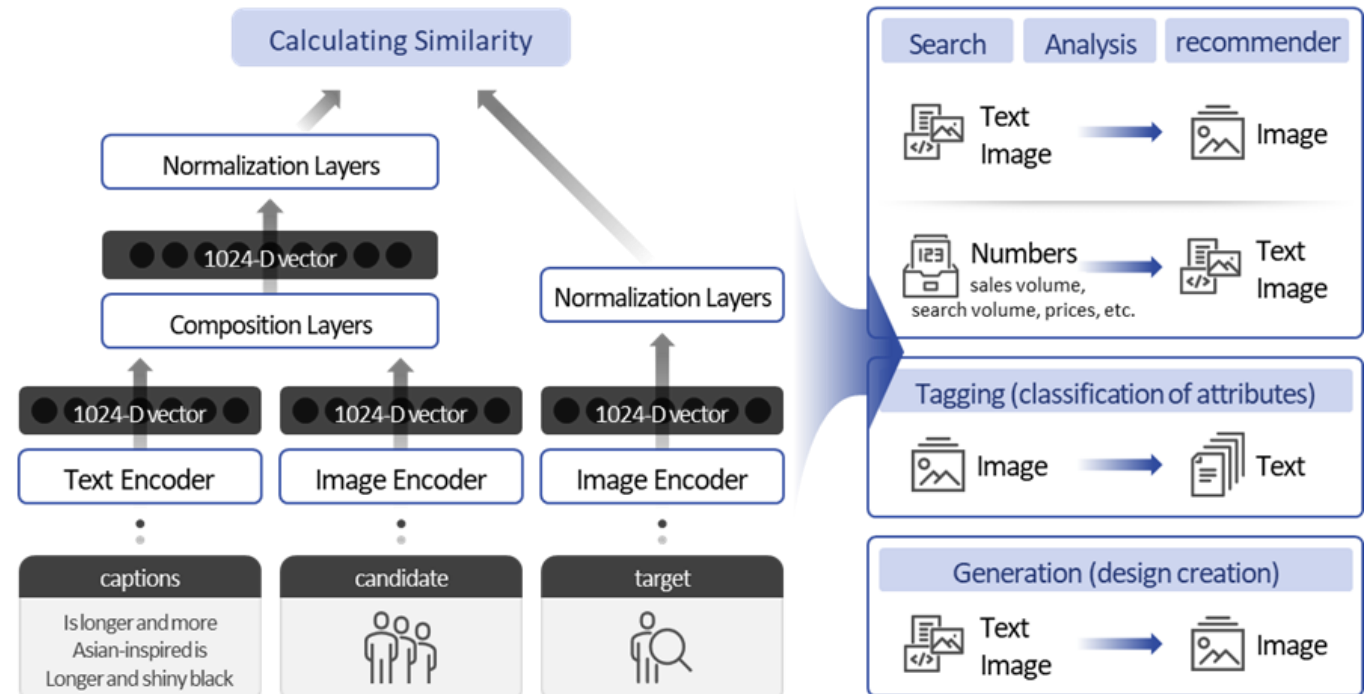 Calculating Similarity
Normalization Layers
1024-D vector
Composition Layers
Normalization Layers
1024-D vector
1024-D vector
1024-D vector
Text Encoder
Image Encoder
Image Encoder
captions
candidate
target
Is longer and more
Asian-inspired is
Longer and shiny black
Search
Analysis
recommender
</>
Text
Image
Image
123
Numbers
sales volume,
search volume, prices, etc.
</>
Text
Image
Tagging (classification of attributes)
Image
Text
Generation (design creation)
</>
Text
Image
Image